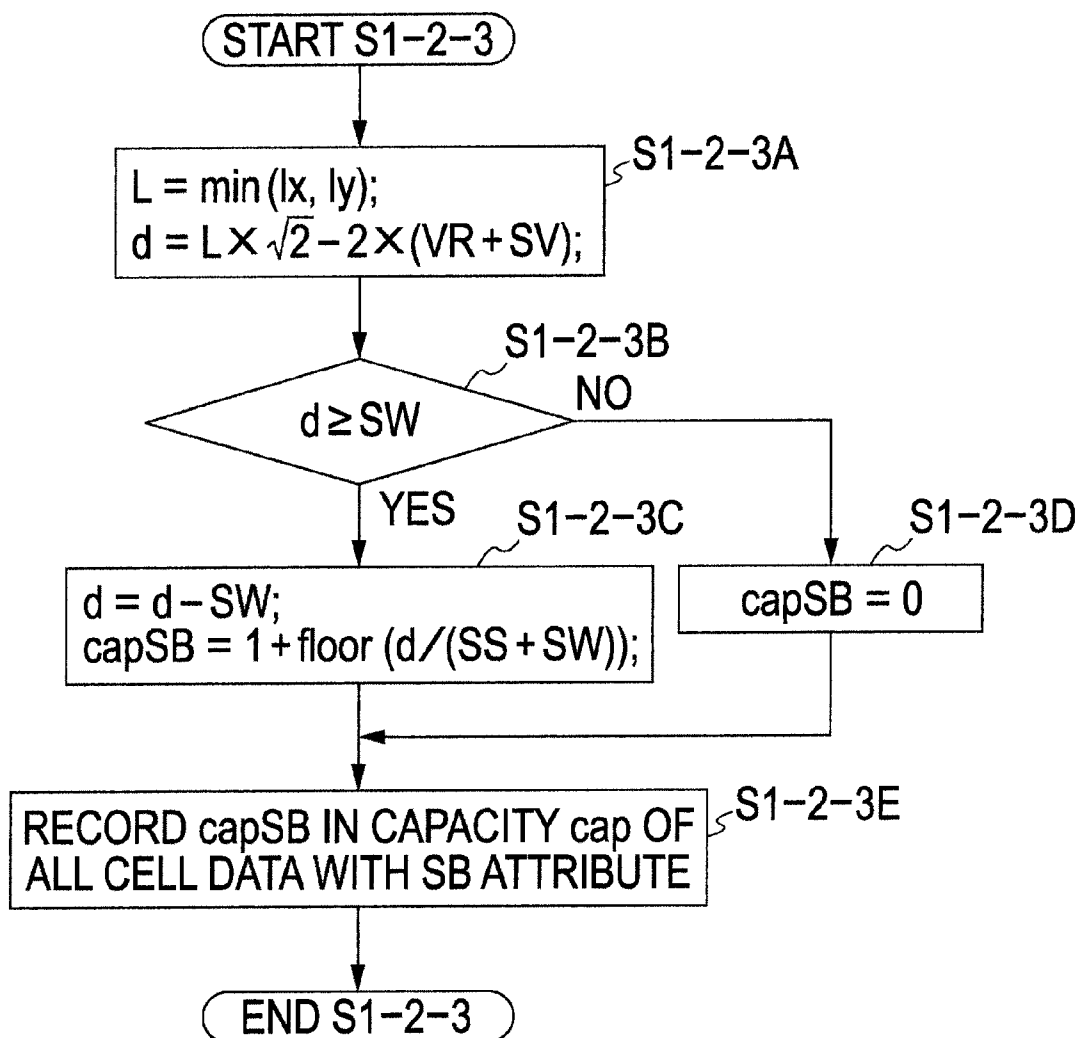 START S1-2-3
S1-2-3A
L = min (lx, ly);
d = L × √2 - 2 × (VR + SV);
S1-2-3B
NO
d ≥ SW
YES
S1-2-3C
S1-2-3D
d = d - SW;
capSB = 1 + floor (d/(SS + SW));
capSB = 0
S1-2-3E
RECORD capSB IN CAPACITY cap OF
ALL CELL DATA WITH SB ATTRIBUTE
END S1-2-3